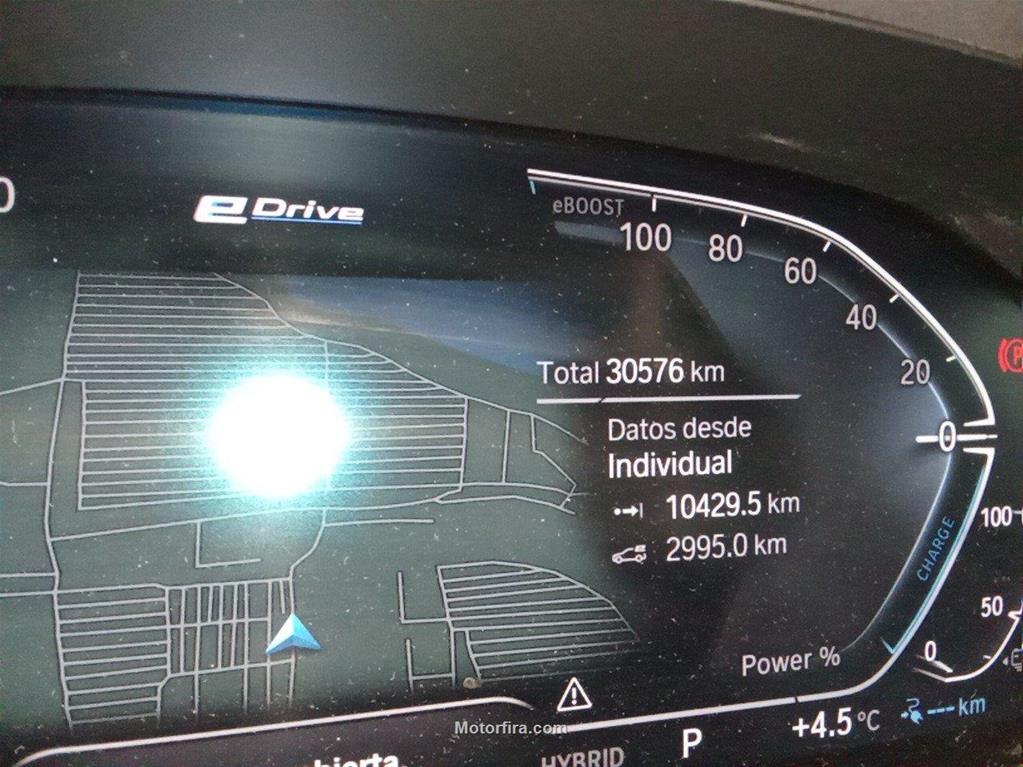 0
eDrive
eBOOST
100
80
60
40
20
0
Total 30576 km
Datos desde
Individual
10429.5 km
2995.0 km
CHARGE
100
50
0
Power %
P
Motorfira.com
HYBRID
P
+4.5 °C
--- km